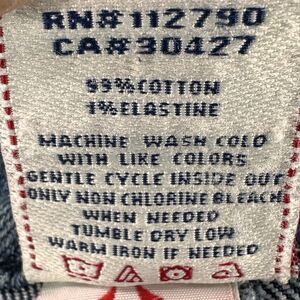 RN#112790
CA#30427
99%COTTON
1%ELASTINE
MACHINE WASH COLD
WITH LIKE COLORS
GENTLE CYCLE INSIDE OUT
ONLY NON CHLORINE BLEACH
WHEN NEEDED
TUMBLE DRY LOW
WARM IRON IF NEEDED